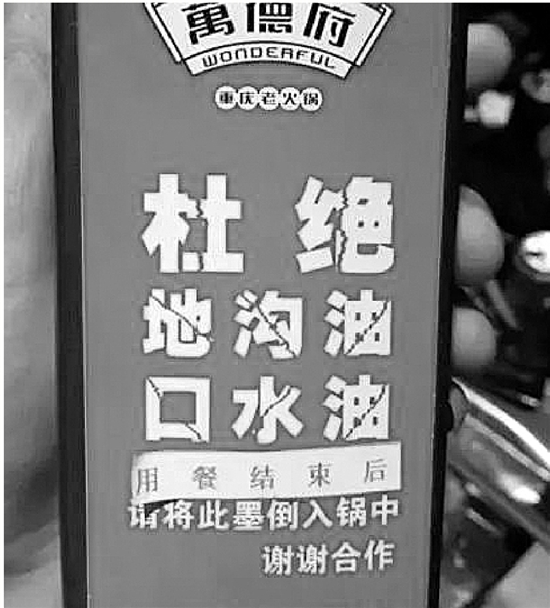 萬德府
WONDERFUL
重庆老火锅
杜绝
地沟油
口水油
用餐结束后
请将此墨倒入锅中
谢谢合作